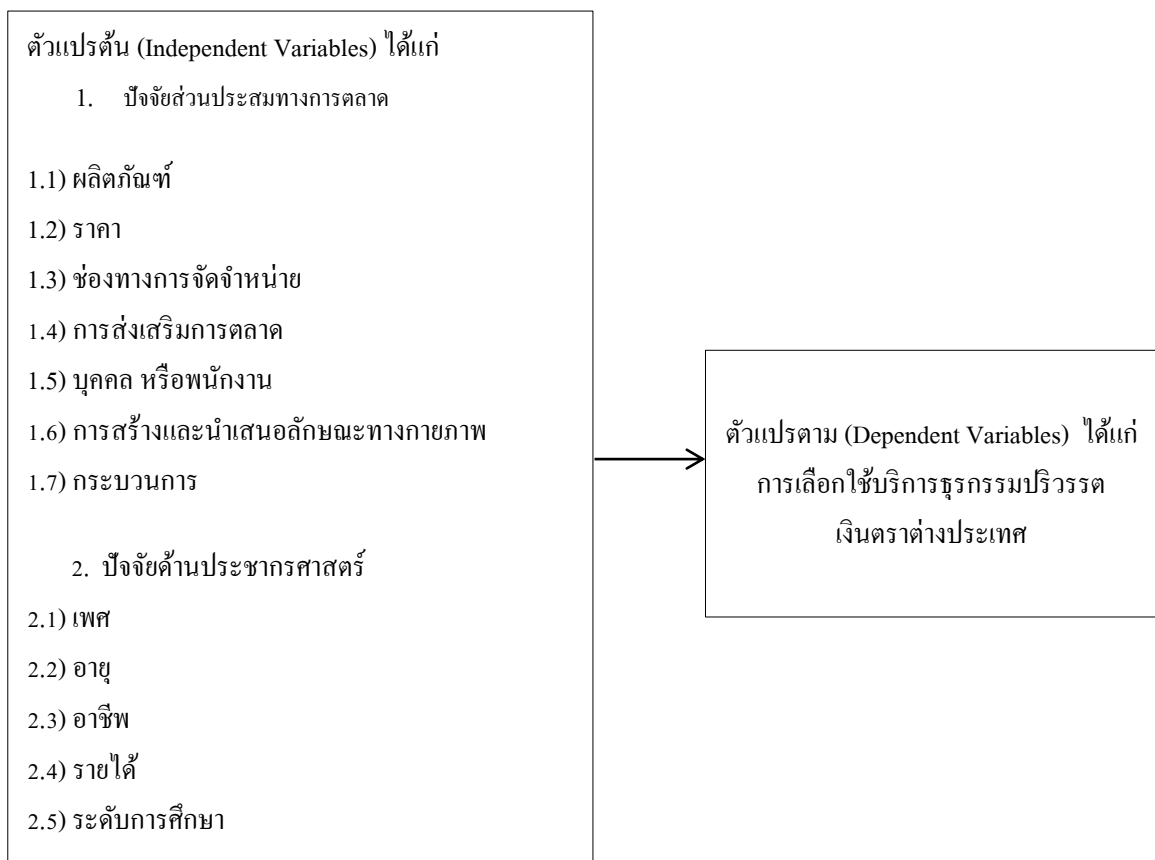 ตัวแปรต้น (Independent Variables) ได้แก่
1. ปัจจัยส่วนประสมทางการตลาด
1.1) ผลิตภัณฑ์
1.2) ราคา
1.3) ช่องทางการจัดจำหน่าย
1.4) การส่งเสริมการตลาด
1.5) บุคคล หรือพนักงาน
1.6) การสร้างและนำเสนอลักษณะทางกายภาพ
1.7) กระบวนการ
2. ปัจจัยด้านประชากรศาสตร์
2.1) เพศ
2.2) อายุ
2.3) อาชีพ
2.4) รายได้
2.5) ระดับการศึกษา
ตัวแปรตาม (Dependent Variables) ได้แก่
การเลือกใช้บริการธุรกรรมปริวรรต
เงินตราต่างประเทศ